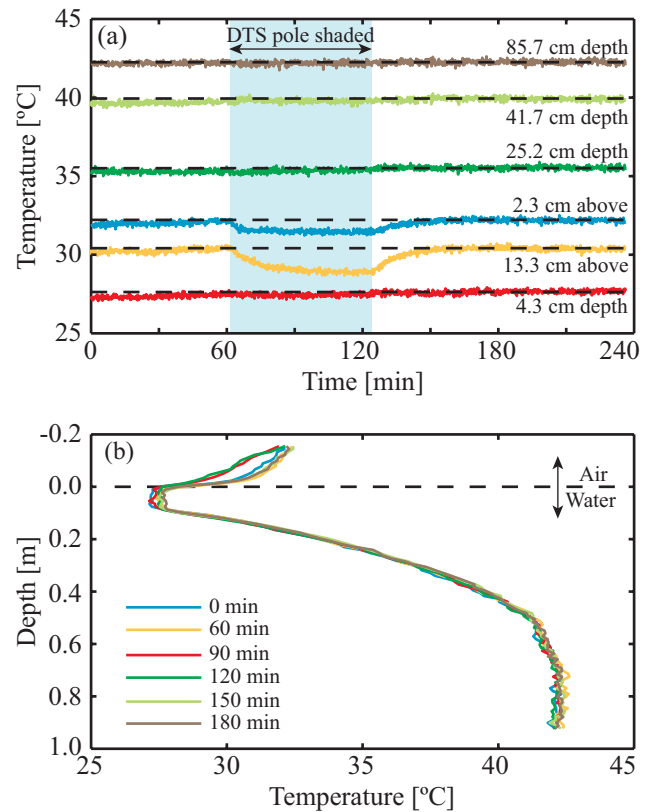 (a)
DTS pole shaded
45
40
35
30
25
Temperature [ºC]
85.7 cm depth
41.7 cm depth
25.2 cm depth
2.3 cm above
13.3 cm above
4.3 cm depth
0
60
120
180
240
Time [min]
(b)
-0.2
0.0
0.2
0.4
0.6
0.8
1.0
Depth [m]
Air
Water
0 min
60 min
90 min
120 min
150 min
180 min
25
30
35
40
45
Temperature [ºC]